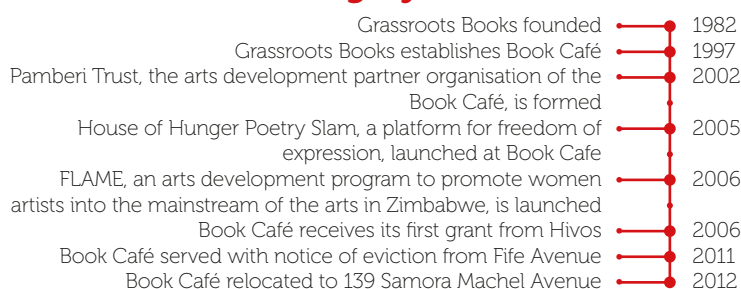 Grassroots Books founded 1982
Grassroots Books establishes Book Café 1997
Pamberi Trust, the arts development partner organisation of the 2002
Book Café, is formed
House of Hunger Poetry Slam, a platform for freedom of 2005
expression, launched at Book Cafe
FLAME, an arts development program to promote women 2006
artists into the mainstream of the arts in Zimbabwe, is launched
Book Café receives its first grant from Hivos 2006
Book Café served with notice of eviction from Fife Avenue 2011
Book Café relocated to 139 Samora Machel Avenue 2012